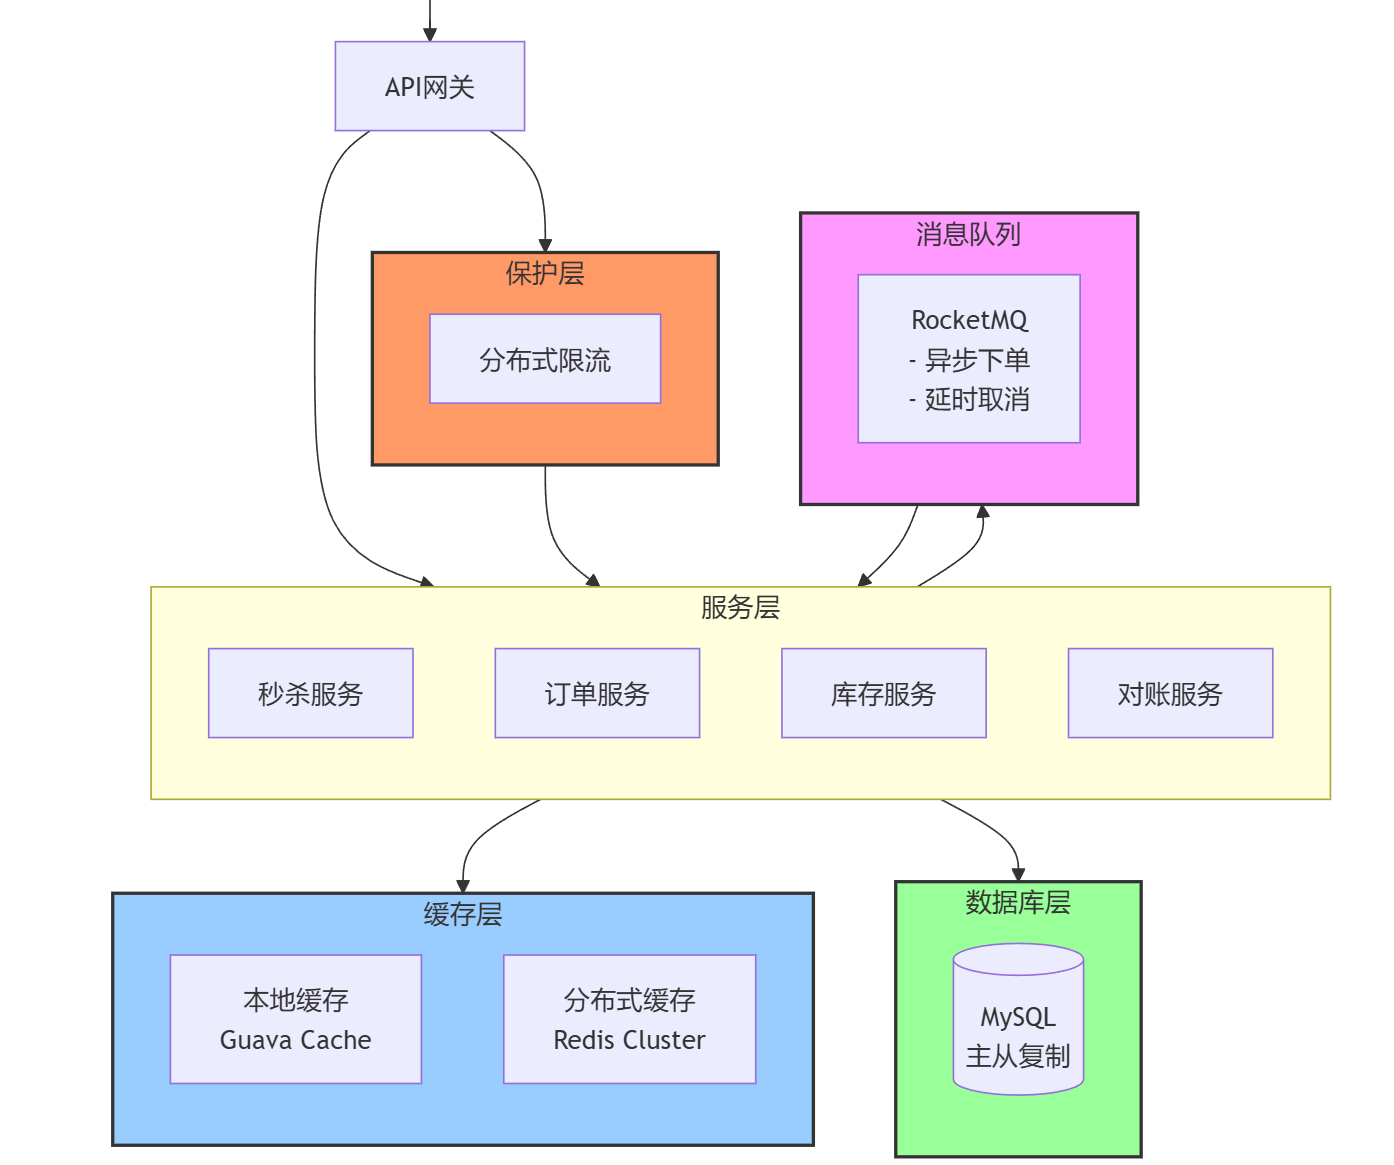 API网关
保护层
分布式限流
消息队列
RocketMQ
- 异步下单
- 延时取消
服务层
秒杀服务
订单服务
库存服务
对账服务
缓存层
本地缓存
Guava Cache
分布式缓存
Redis Cluster
数据库层
MySQL
主从复制